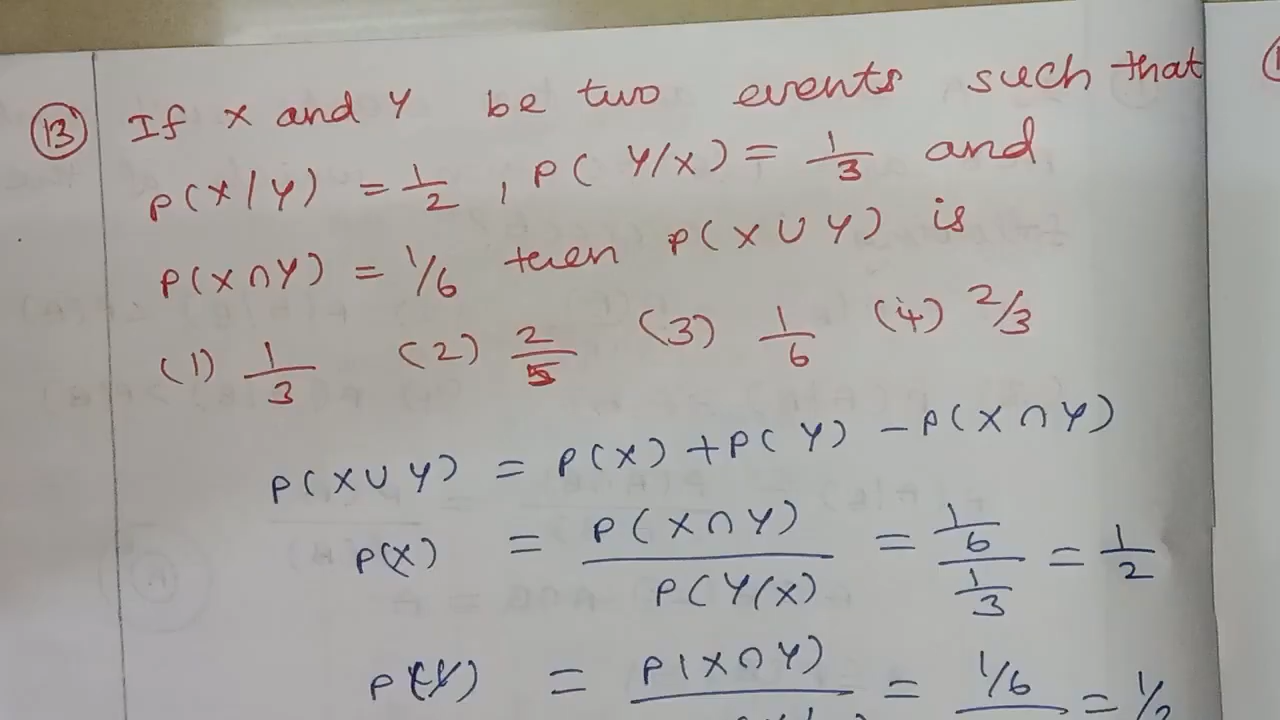 (13) If X and Y be two events such that
P(X/Y) = 1/2, P(Y/X) = 1/3 and
P(X∩Y) = 1/6 then P(X∪Y) is
(1) 1/3 (2) 2/5 (3) 1/6 (4) 2/3
P(X∪Y) = P(X) + P(Y) - P(X∩Y)
P(X) = P(X∩Y) / P(Y/X) = 1/6 / 1/3 = 1/2
P(Y) = P(X∩Y) = 1/6